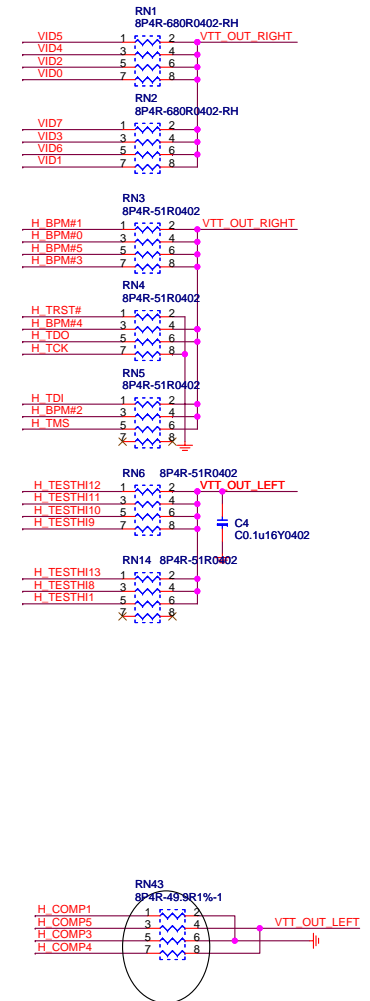 RN1
8P4R-680R0402-RH
VID5 1 2 VTT_OUT_RIGHT
VID4 3 4
VID2 5 6
VID0 7 8
RN2
8P4R-680R0402-RH
VID7 1 2
VID3 3 4
VID6 5 6
VID1 7 8
RN3
8P4R-51R0402
H_BPM#1 1 2 VTT_OUT_RIGHT
H_BPM#0 3 4
H_BPM#5 5 6
H_BPM#3 7 8
RN4
8P4R-51R0402
H_TRST# 1 2
H_BPM#4 3 4
H_TDO 5 6
H_TCK 7 8
RN5
8P4R-51R0402
H_TDI 1 2
H_BPM#2 3 4
H_TMS 5 6
7 8
RN6 8P4R-51R0402
H_TESTHI12 1 2 VTT_OUT_LEFT
H_TESTHI11 3 4
H_TESTHI10 5 6
H_TESTHI9 7 8
C4
C0.1u16Y0402
RN14 8P4R-51R0402
H_TESTHI13 1 2
H_TESTHI8 3 4
H_TESTHI1 5 6
7 8
RN43
8P4R-49.9R1%-1
H_COMP1 1 2
H_COMP5 3 4 VTT_OUT_LEFT
H_COMP3 5 6
H_COMP4 7 8